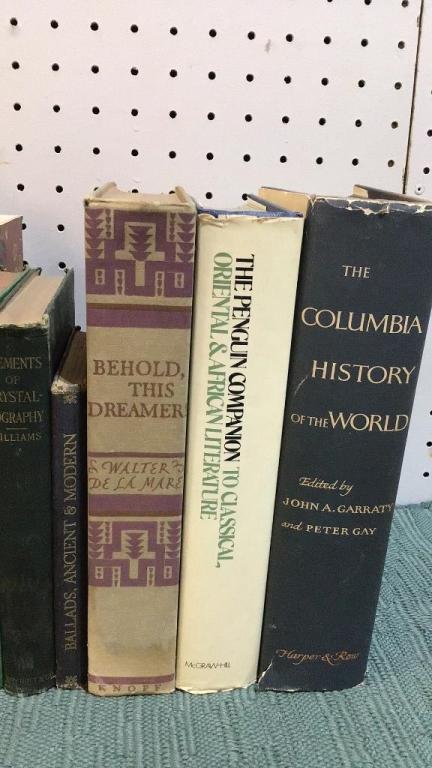 EMENTS
OF
RYSTAL-
OGRAPHY
ILLIAMS
BALLADS, ANCIENT & MODERN
BEHOLD,
THIS
DREAMER!
WALTER
DE LA MARE
KNOPF
THE PENGUIN COMPANION TO CLASSICAL,
ORIENTAL & AFRICAN LITERATURE
McGRAW-HILL
THE
COLUMBIA
HISTORY
OF THE WORLD
Edited by
JOHN A. GARRATY
and PETER GAY
Harper & Row